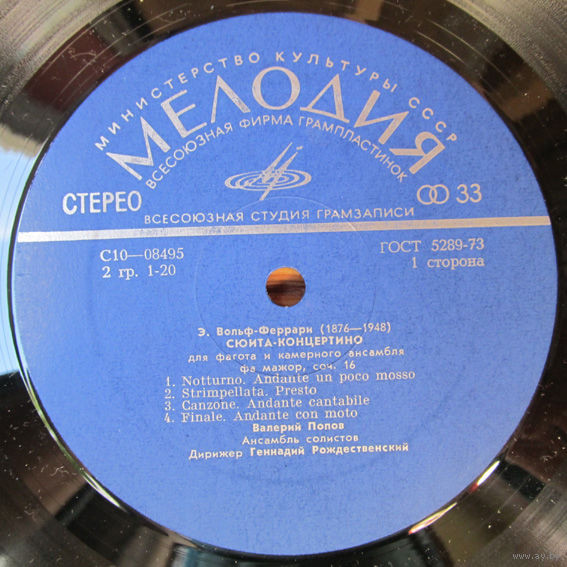 МИНИСТЕРСТВО КУЛЬТУРЫ СССР
МЕЛОДИЯ
ВСЕСОЮЗНАЯ ФИРМА ГРАМПЛАСТИНОК
СТЕРЕО
33
ВСЕСОЮЗНАЯ СТУДИЯ ГРАМЗАПИСИ
С10—08495
ГОСТ 5289-73
2 гр. 1-20
1 сторона
Э. Вольф-Феррари (1876—1948)
СЮИТА-КОНЦЕРТИНО
для фагота и камерного ансамбля
фа мажор, соч. 16
1. Notturno. Andante un poco mosso
2. Strimpellata. Presto
3. Canzone. Andante cantabile
4. Finale. Andante con moto
Валерий Попов
Ансамбль солистов
Дирижер Геннадий Рождественский
www.ay.by